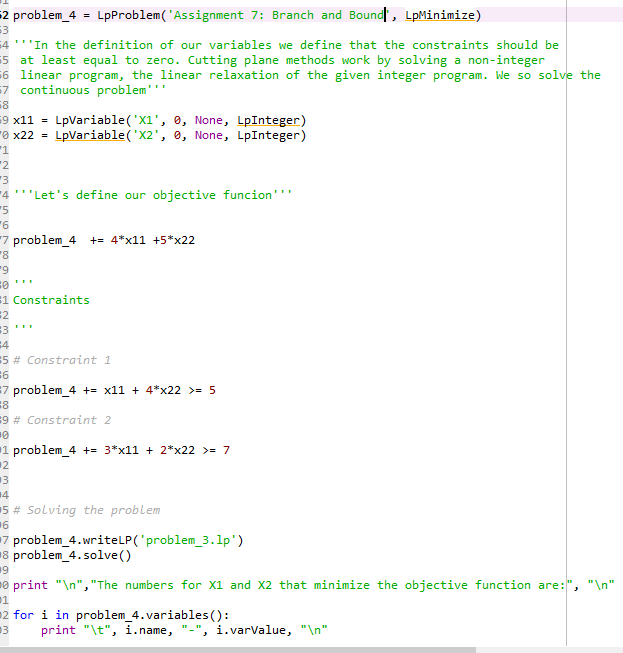 52 problem_4 = LpProblem('Assignment 7: Branch and Bound', LpMinimize)
'''In the definition of our variables we define that the constraints should be
at least equal to zero. Cutting plane methods work by solving a non-integer
linear program, the linear relaxation of the given integer program. We so solve the
continuous problem'''
x11 = LpVariable('X1', 0, None, LpInteger)
x22 = LpVariable('X2', 0, None, LpInteger)
'''Let's define our objective funcion'''
problem_4  += 4*x11 +5*x22
'''
Constraints
'''
# Constraint 1
problem_4 += x11 + 4*x22 >= 5
# Constraint 2
problem_4 += 3*x11 + 2*x22 >= 7
# Solving the problem
problem_4.writeLP('problem_3.lp')
problem_4.solve()
print "\n","The numbers for X1 and X2 that minimize the objective function are:", "\n"
for i in problem_4.variables():
    print "\t", i.name, "-", i.varValue, "\n"